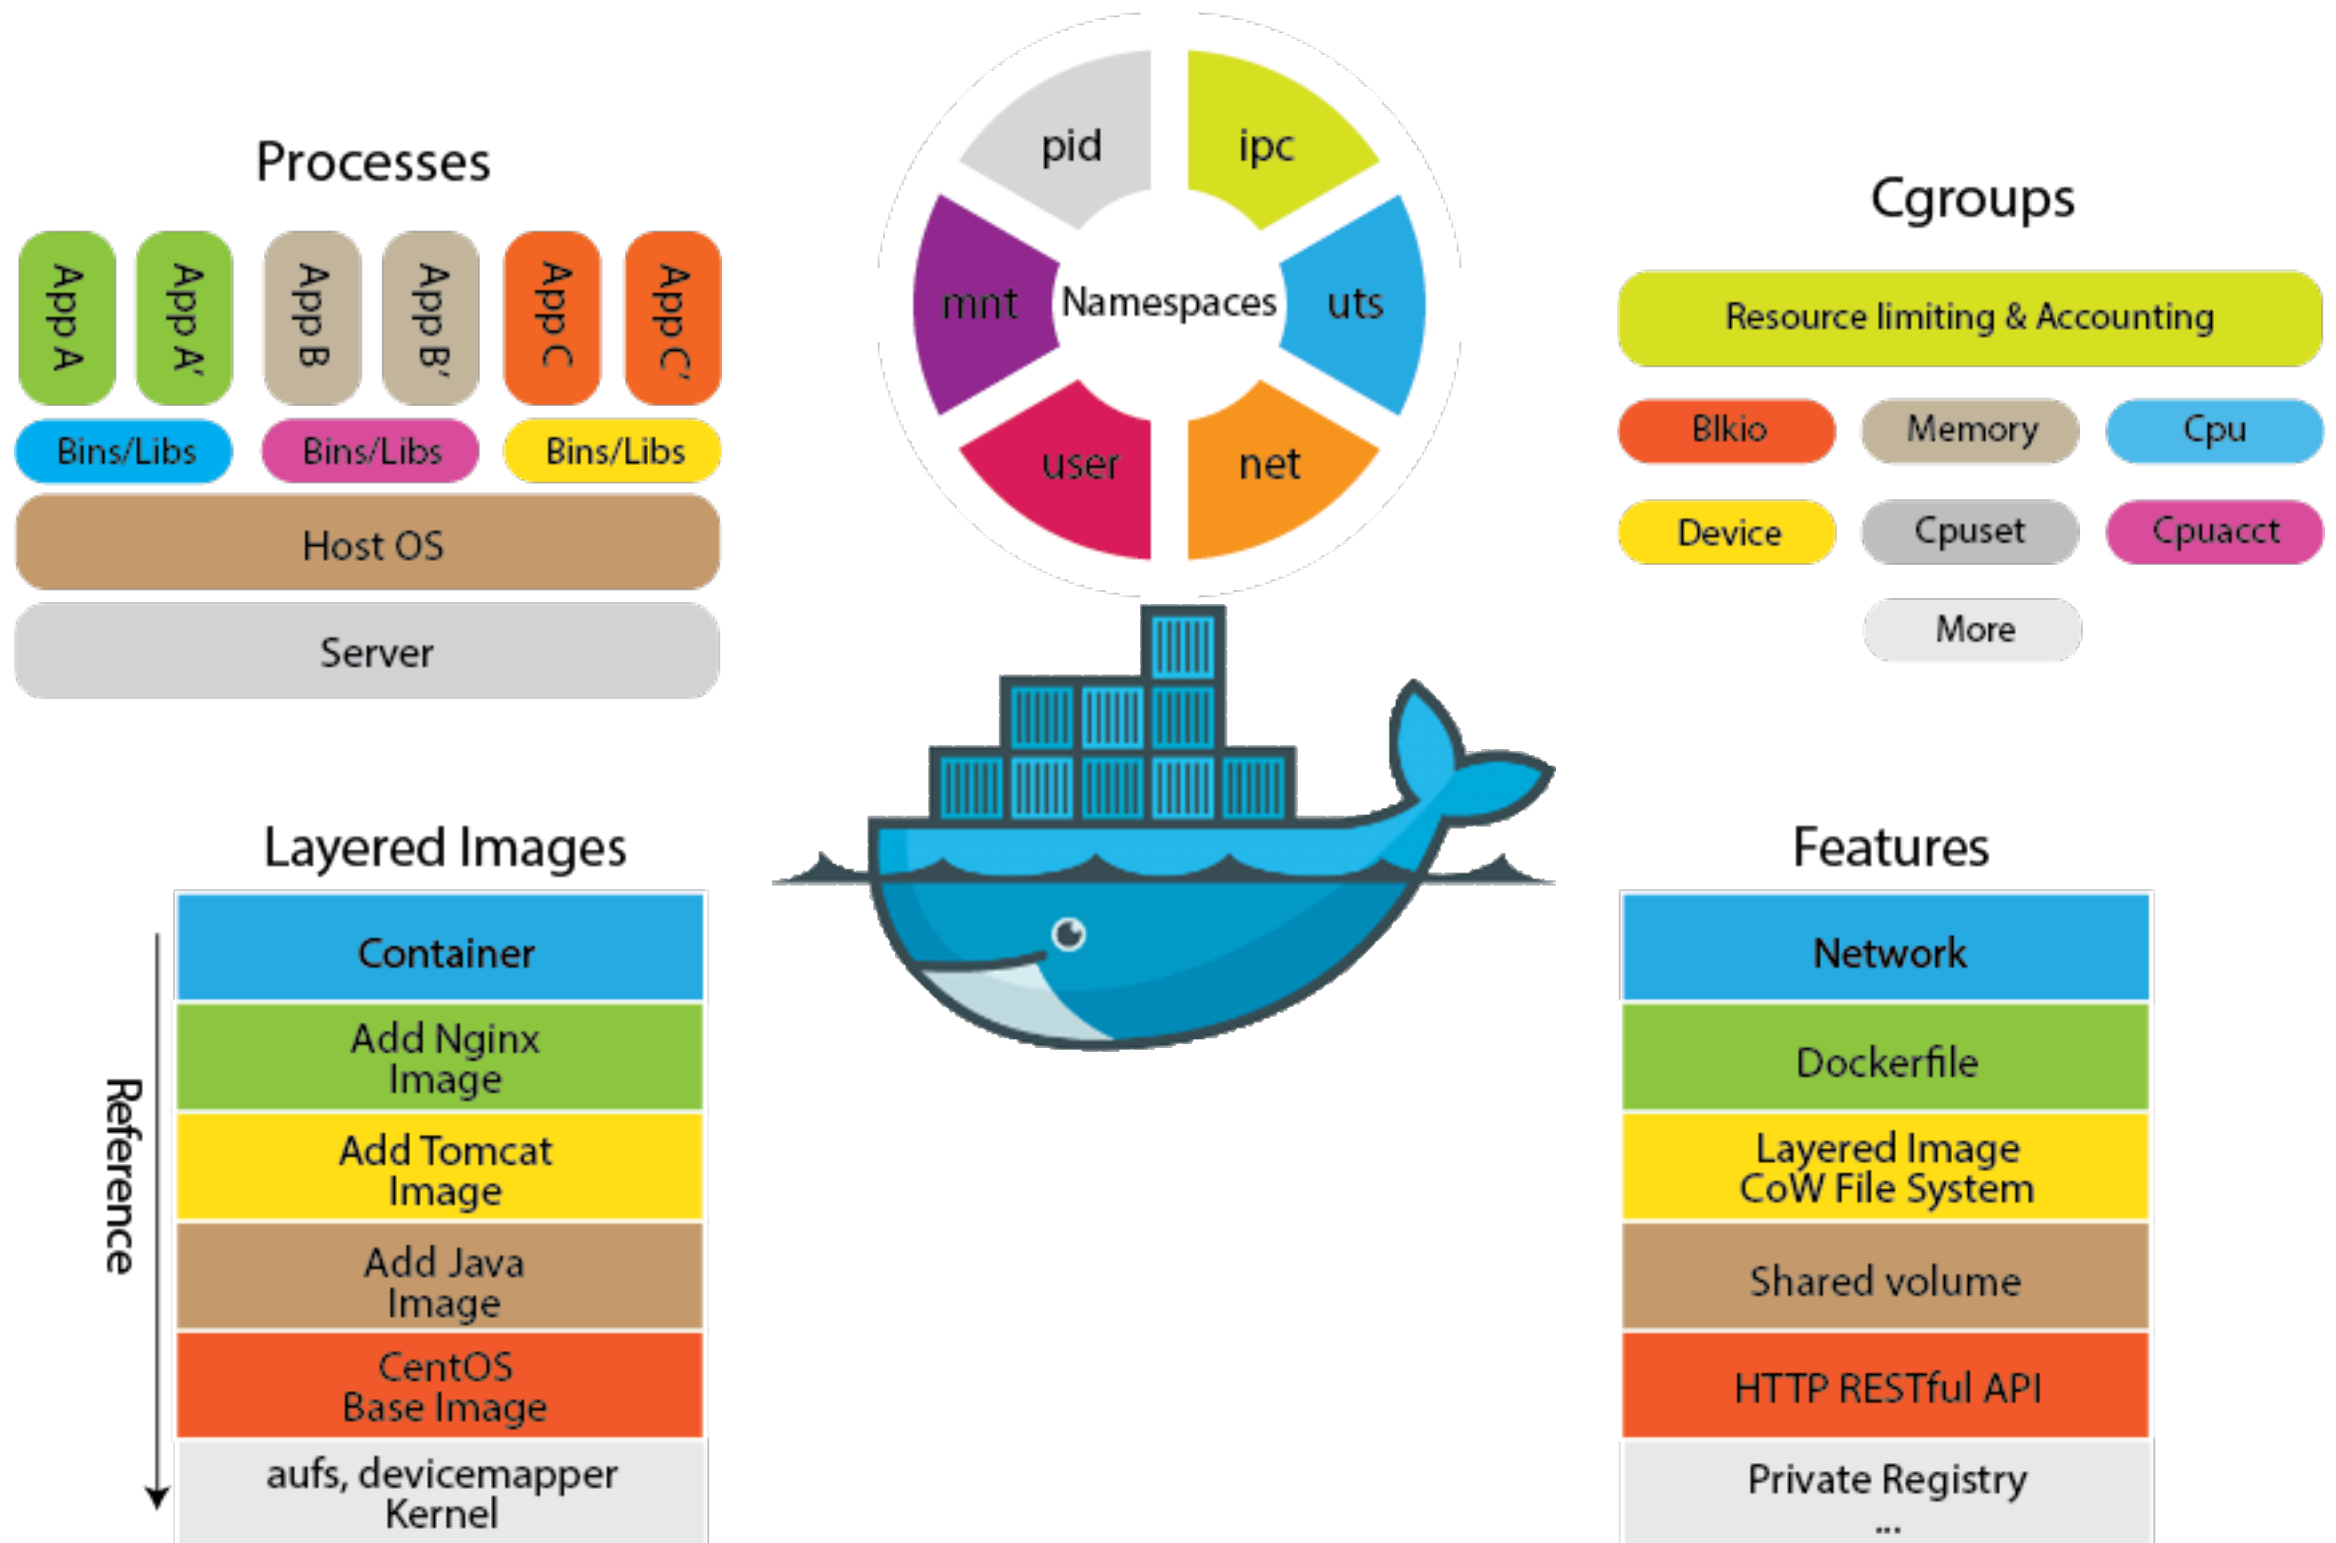 Processes
App A
App A'
App B
App B'
App C
App C'
Bins/Libs
Bins/Libs
Bins/Libs
Host OS
Server
pid
ipc
mnt
Namespaces
uts
user
net
Cgroups
Resource limiting & Accounting
Blkio
Memory
Cpu
Device
Cpuset
Cpuacct
More
Layered Images
Reference
Container
Add Nginx
Image
Add Tomcat
Image
Add Java
Image
CentOS
Base Image
aufs, devicemapper
Kernel
Features
Network
Dockerfile
Layered Image
CoW File System
Shared volume
HTTP RESTful API
Private Registry
...